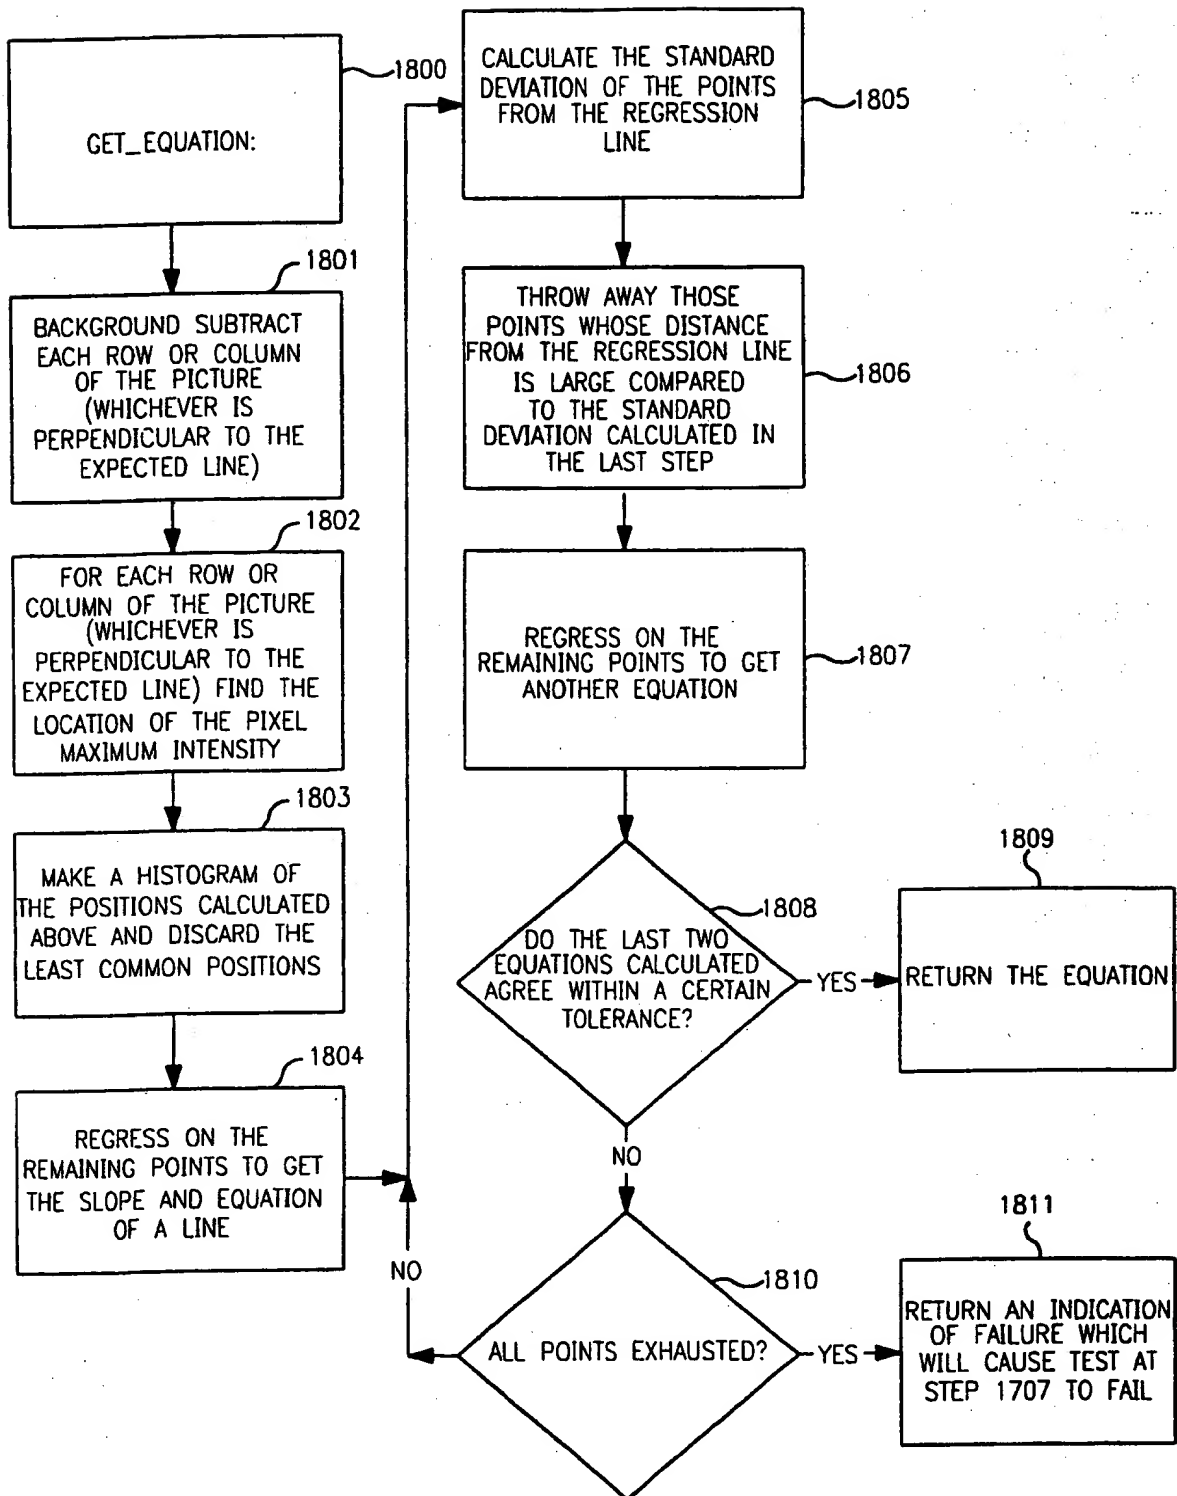 GET_EQUATION:
1800
1801
BACKGROUND SUBTRACT
EACH ROW OR COLUMN
OF THE PICTURE
(WHICHEVER IS
PERPENDICULAR TO THE
EXPECTED LINE)
1802
FOR EACH ROW OR
COLUMN OF THE PICTURE
(WHICHEVER IS
PERPENDICULAR TO THE
EXPECTED LINE) FIND THE
LOCATION OF THE PIXEL
MAXIMUM INTENSITY
1803
MAKE A HISTOGRAM OF
THE POSITIONS CALCULATED
ABOVE AND DISCARD THE
LEAST COMMON POSITIONS
1804
REGRESS ON THE
REMAINING POINTS TO GET
THE SLOPE AND EQUATION
OF A LINE
CALCULATE THE STANDARD
DEVIATION OF THE POINTS
FROM THE REGRESSION
LINE
1805
THROW AWAY THOSE
POINTS WHOSE DISTANCE
FROM THE REGRESSION LINE
IS LARGE COMPARED
TO THE STANDARD
DEVIATION CALCULATED IN
THE LAST STEP
1806
REGRESS ON THE
REMAINING POINTS TO GET
ANOTHER EQUATION
1807
1808
DO THE LAST TWO
EQUATIONS CALCULATED
AGREE WITHIN A CERTAIN
TOLERANCE?
YES
1809
RETURN THE EQUATION
NO
1810
ALL POINTS EXHAUSTED?
NO
YES
1811
RETURN AN INDICATION
OF FAILURE WHICH
WILL CAUSE TEST AT
STEP 1707 TO FAIL